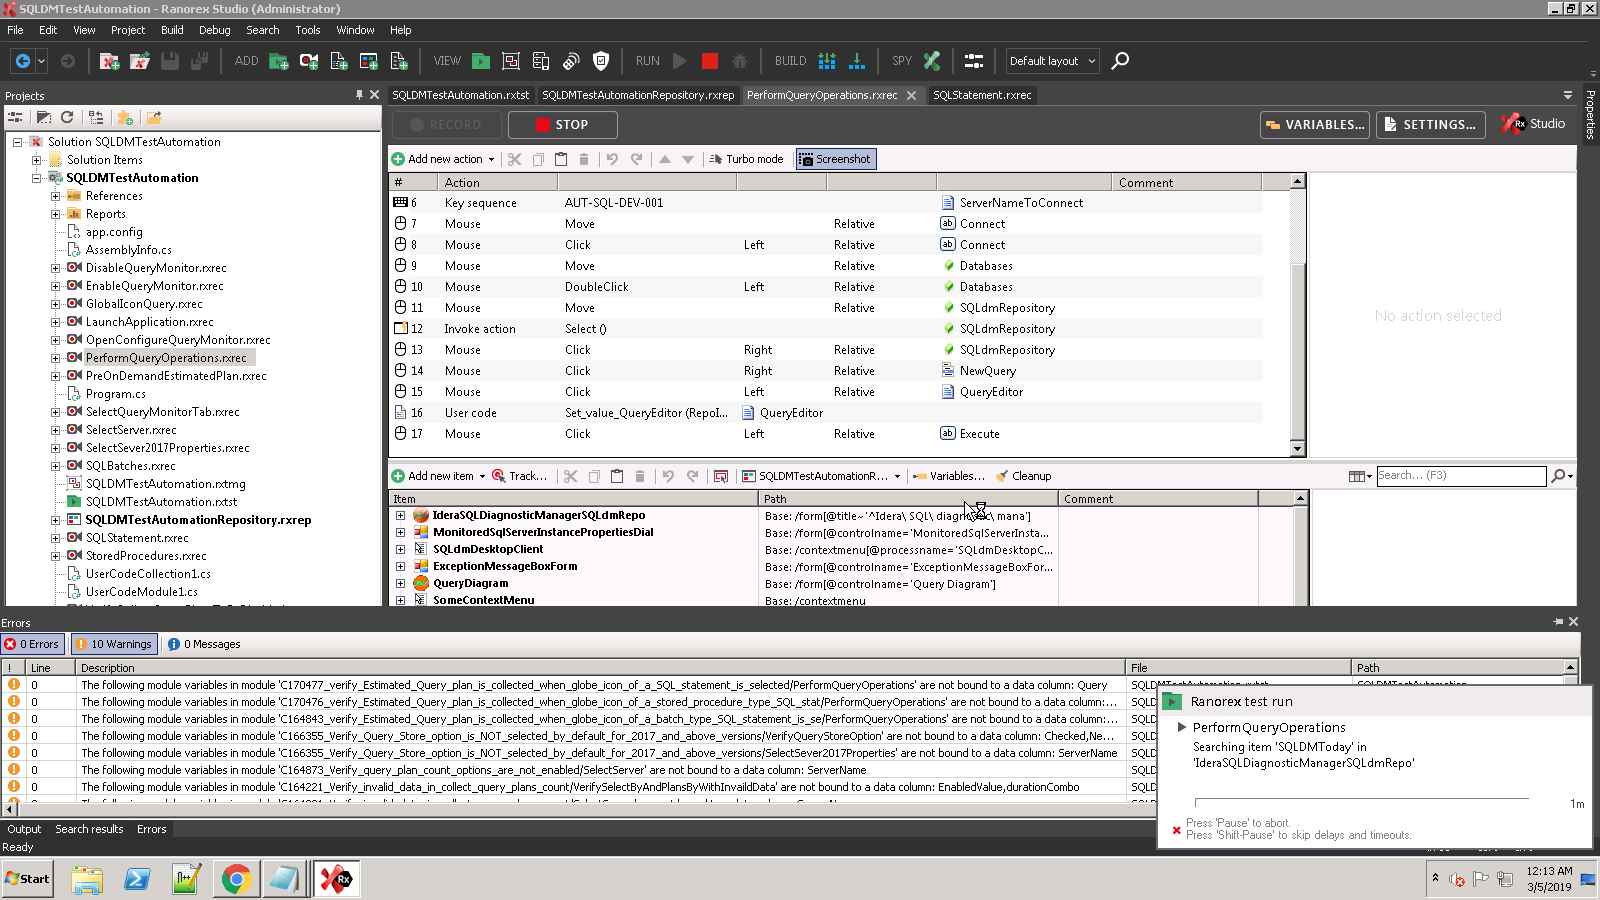 SQLDMTestAutomation - Ranorex Studio (Administrator)
File Edit View Project Build Debug Search Tools Window Help
ADD VIEW RUN BUILD SPY Default layout
Projects
SQLDMTestAutomation.rxtst SQLDMTestAutomationRepository.rxrep PerformQueryOperations.rxrec SQLStatement.rxrec
Properties
RECORD STOP VARIABLES... SETTINGS... Rx Studio
Solution SQLDMTestAutomation
Solution Items
SQLDMTestAutomation
References
Reports
app.config
AssemblyInfo.cs
DisableQueryMonitor.rxrec
EnableQueryMonitor.rxrec
GlobalIconQuery.rxrec
LaunchApplication.rxrec
OpenConfigureQueryMonitor.rxrec
PerformQueryOperations.rxrec
PreOnDemandEstimatedPlan.rxrec
Program.cs
SelectQueryMonitorTab.rxrec
SelectServer.rxrec
SelectSever2017Properties.rxrec
SQLBatches.rxrec
SQLDMTestAutomation.rxtmg
SQLDMTestAutomation.rxtst
SQLDMTestAutomationRepository.rxrep
SQLStatement.rxrec
StoredProcedures.rxrec
UserCodeCollection1.cs
UserCodeModule1.cs
Add new action Turbo mode Screenshot
# Action Comment
6 Key sequence AUT-SQL-DEV-001 ServerNameToConnect
7 Mouse Move Relative Connect
8 Mouse Click Left Relative Connect
9 Mouse Move Relative Databases
10 Mouse DoubleClick Left Relative Databases
11 Mouse Move Relative SQLdmRepository
12 Invoke action Select () SQLdmRepository
13 Mouse Click Right Relative SQLdmRepository
14 Mouse Click Right Relative NewQuery
15 Mouse Click Left Relative QueryEditor
16 User code Set_value_QueryEditor (RepoI... QueryEditor
17 Mouse Click Left Relative Execute
No action selected
Add new item Track... SQLDMTestAutomationR... Variables... Cleanup Search... (F3)
Item Path Comment
IderaSQLDiagnosticManagerSQLdmRepo Base: /form[@title~'^Idera\ SQL\ mana']
MonitoredSqlServerInstancePropertiesDial Base: /form[@controlname='MonitoredSqlServerInsta...
SQLdmDesktopClient Base: /contextmenu[@processname='SQLdmDesktopC...
ExceptionMessageBoxForm Base: /form[@controlname='ExceptionMessageBoxFor...
QueryDiagram Base: /form[@controlname='Query Diagram']
SomeContextMenu Base: /contextmenu
Errors
0 Errors 10 Warnings 0 Messages
! Line Description File Path
0 The following module variables in module 'C170477_verify_Estimated_Query_plan_is_collected_when_globe_icon_of_a_SQL_statement_is_selected/PerformQueryOperations' are not bound to a data column: Query
0 The following module variables in module 'C170476_verify_Estimated_Query_plan_is_collected_when_globe_icon_of_a_stored_procedure_type_SQL_stat/PerformQueryOperations' are not bound to a data column:... SQLD
0 The following module variables in module 'C164843_verify_Estimated_Query_plan_is_collected_when_globe_icon_of_a_batch_type_SQL_statement_is_se/PerformQueryOperations' are not bound to a data column:... SQLD
0 The following module variables in module 'C166355_Verify_Query_Store_option_is_NOT_selected_by_default_for_2017_and_above_versions/VerifyQueryStoreOption' are not bound to a data column: Checked,Ne... SQLD
0 The following module variables in module 'C166355_Verify_Query_Store_option_is_NOT_selected_by_default_for_2017_and_above_versions/SelectSever2017Properties' are not bound to a data column: ServerName SQLD
0 The following module variables in module 'C164873_Verify_query_plan_count_options_are_not_enabled/SelectServer' are not bound to a data column: ServerName SQLD
0 The following module variables in module 'C164221_Verify_invalid_data_in_collect_query_plans_count/VerifySelectByAndPlansByWithInvaildData' are not bound to a data column: EnabledValue,durationCombo SQLD
Ranorex test run
PerformQueryOperations
Searching item 'SQLDMToday' in
'IderaSQLDiagnosticManagerSQLdmRepo'
1m
Press 'Pause' to abort.
Press 'Shift-Pause' to skip delays and timeouts.
Output Search results Errors
Ready
Start Rx 12:13 AM
3/5/2019